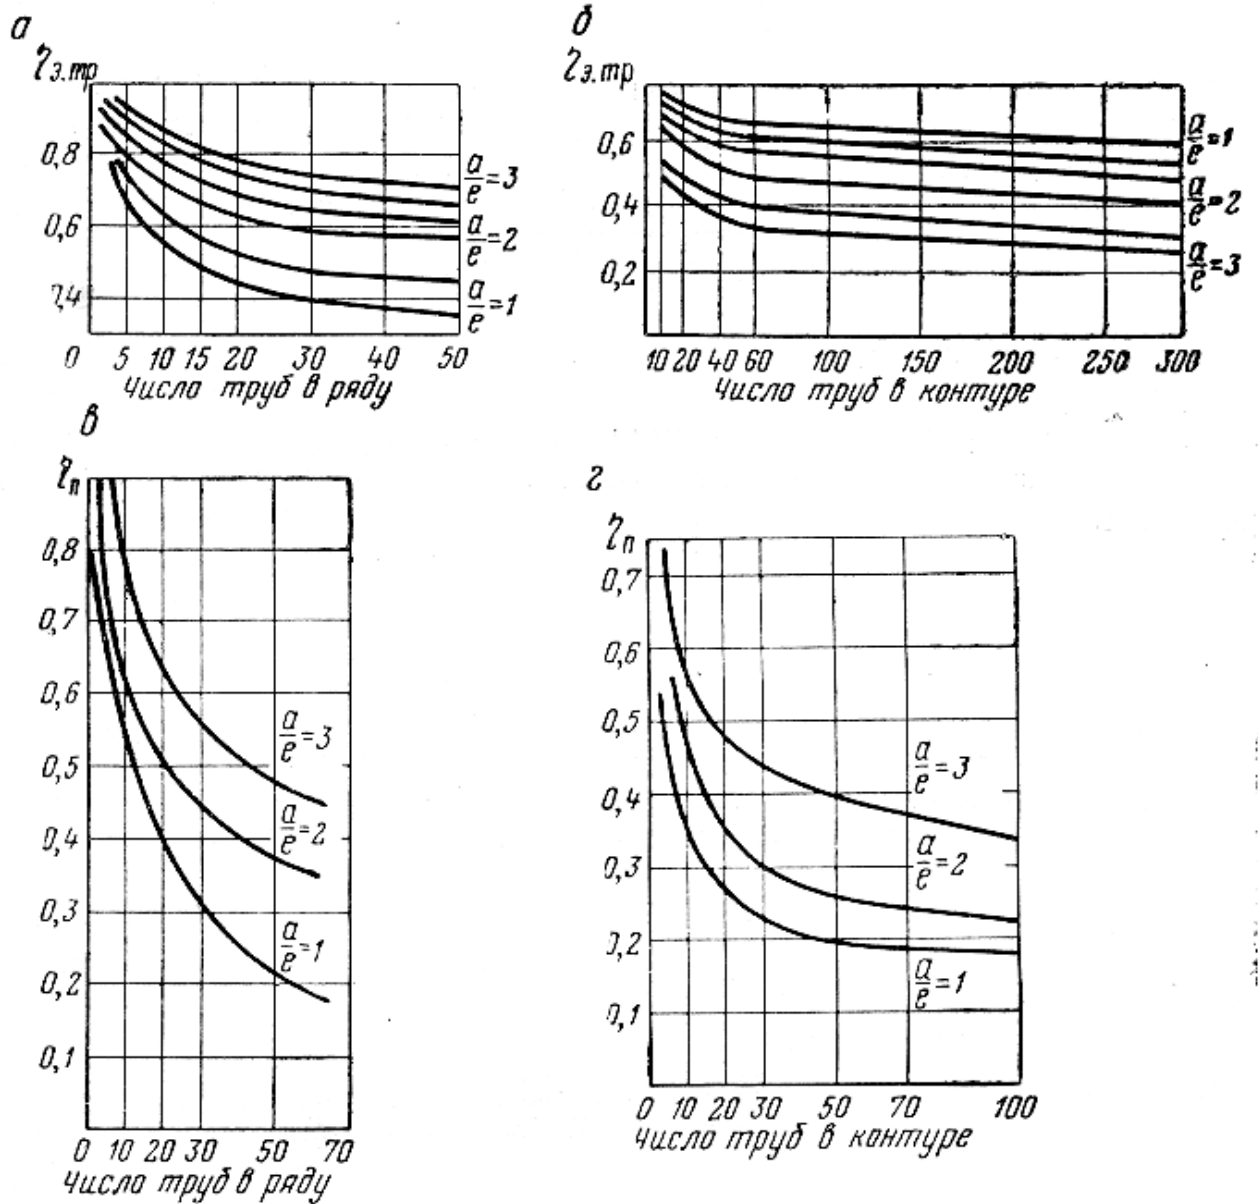 а
б
η э.тр
η э.тр
0,8
0,6
0,4
a/e=3
a/e=2
a/e=1
0 5 10 15 20 30 40 50
Число труб в ряду
0,6
0,4
0,2
a/e=1
a/e=2
a/e=3
10 20 40 60 100 150 200 250 300
Число труб в контуре
в
η п
0,8
0,7
0,6
0,5
0,4
0,3
0,2
0,1
a/e=3
a/e=2
a/e=1
0 10 20 30 50 70
Число труб в ряду
г
η п
0,7
0,6
0,5
0,4
0,3
0,2
0,1
a/e=3
a/e=2
a/e=1
0 10 20 30 50 70 100
Число труб в контуре